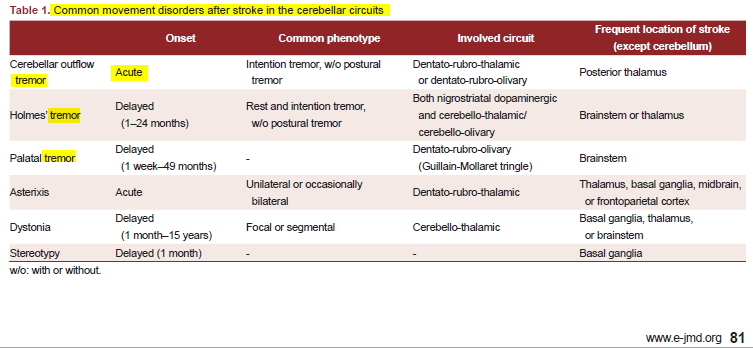 Table 1. Common movement disorders after stroke in the cerebellar circuits
Onset Common phenotype Involved circuit Frequent location of stroke (except cerebellum)
Cerebellar outflow tremor Acute Intention tremor, w/o postural tremor Dentato-rubro-thalamic or dentato-rubro-olivary Posterior thalamus
Holmes' tremor Delayed (1–24 months) Rest and intention tremor, w/o postural tremor Both nigrostriatal dopaminergic and cerebello-thalamic/cerebello-olivary Brainstem or thalamus
Palatal tremor Delayed (1 week–49 months) - Dentato-rubro-olivary (Guillain-Mollaret tringle) Brainstem
Asterixis Acute Unilateral or occasionally bilateral Dentato-rubro-thalamic Thalamus, basal ganglia, midbrain, or frontoparietal cortex
Dystonia Delayed (1 month–15 years) Focal or segmental Cerebello-thalamic Basal ganglia, thalamus, or brainstem
Stereotypy Delayed (1 month) - - Basal ganglia
w/o: with or without.
www.e-jmd.org 81